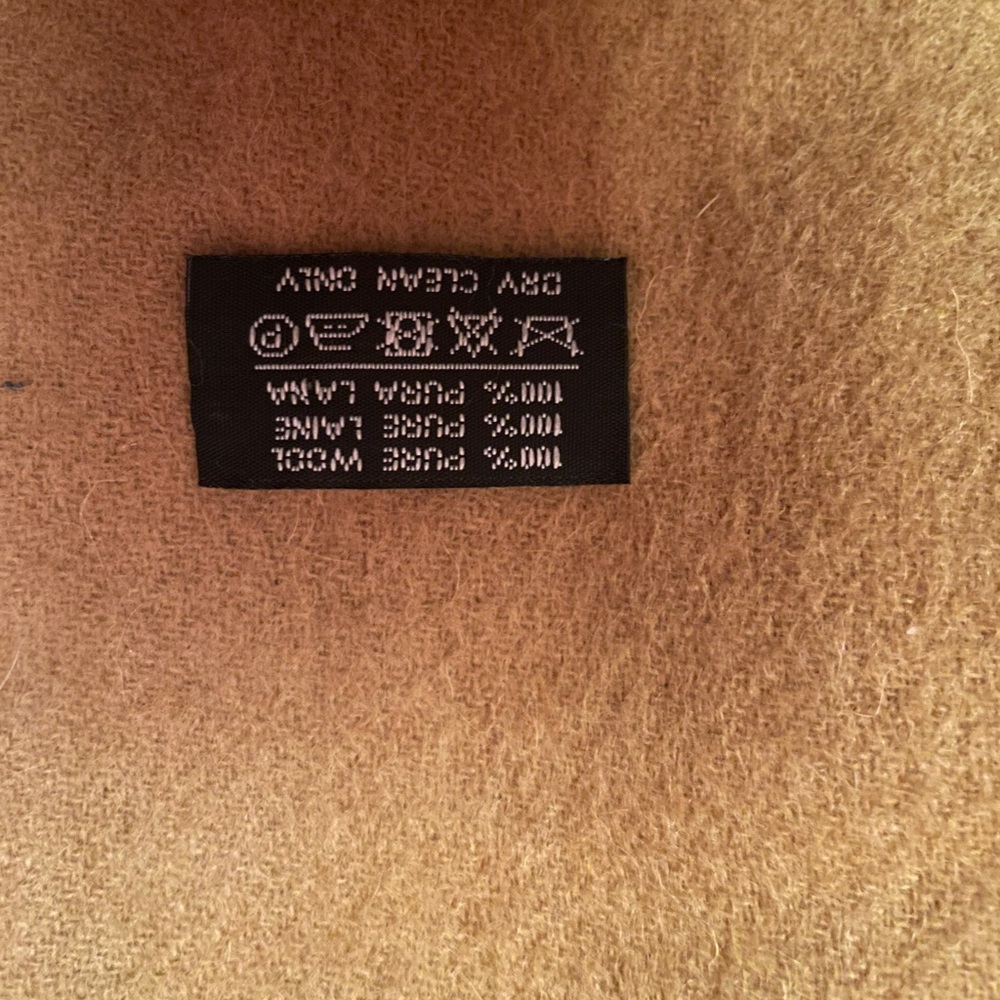 100% PURE WOOL
100% PURE LAINE
100% PURA LANA
P
DRY CLEAN ONLY